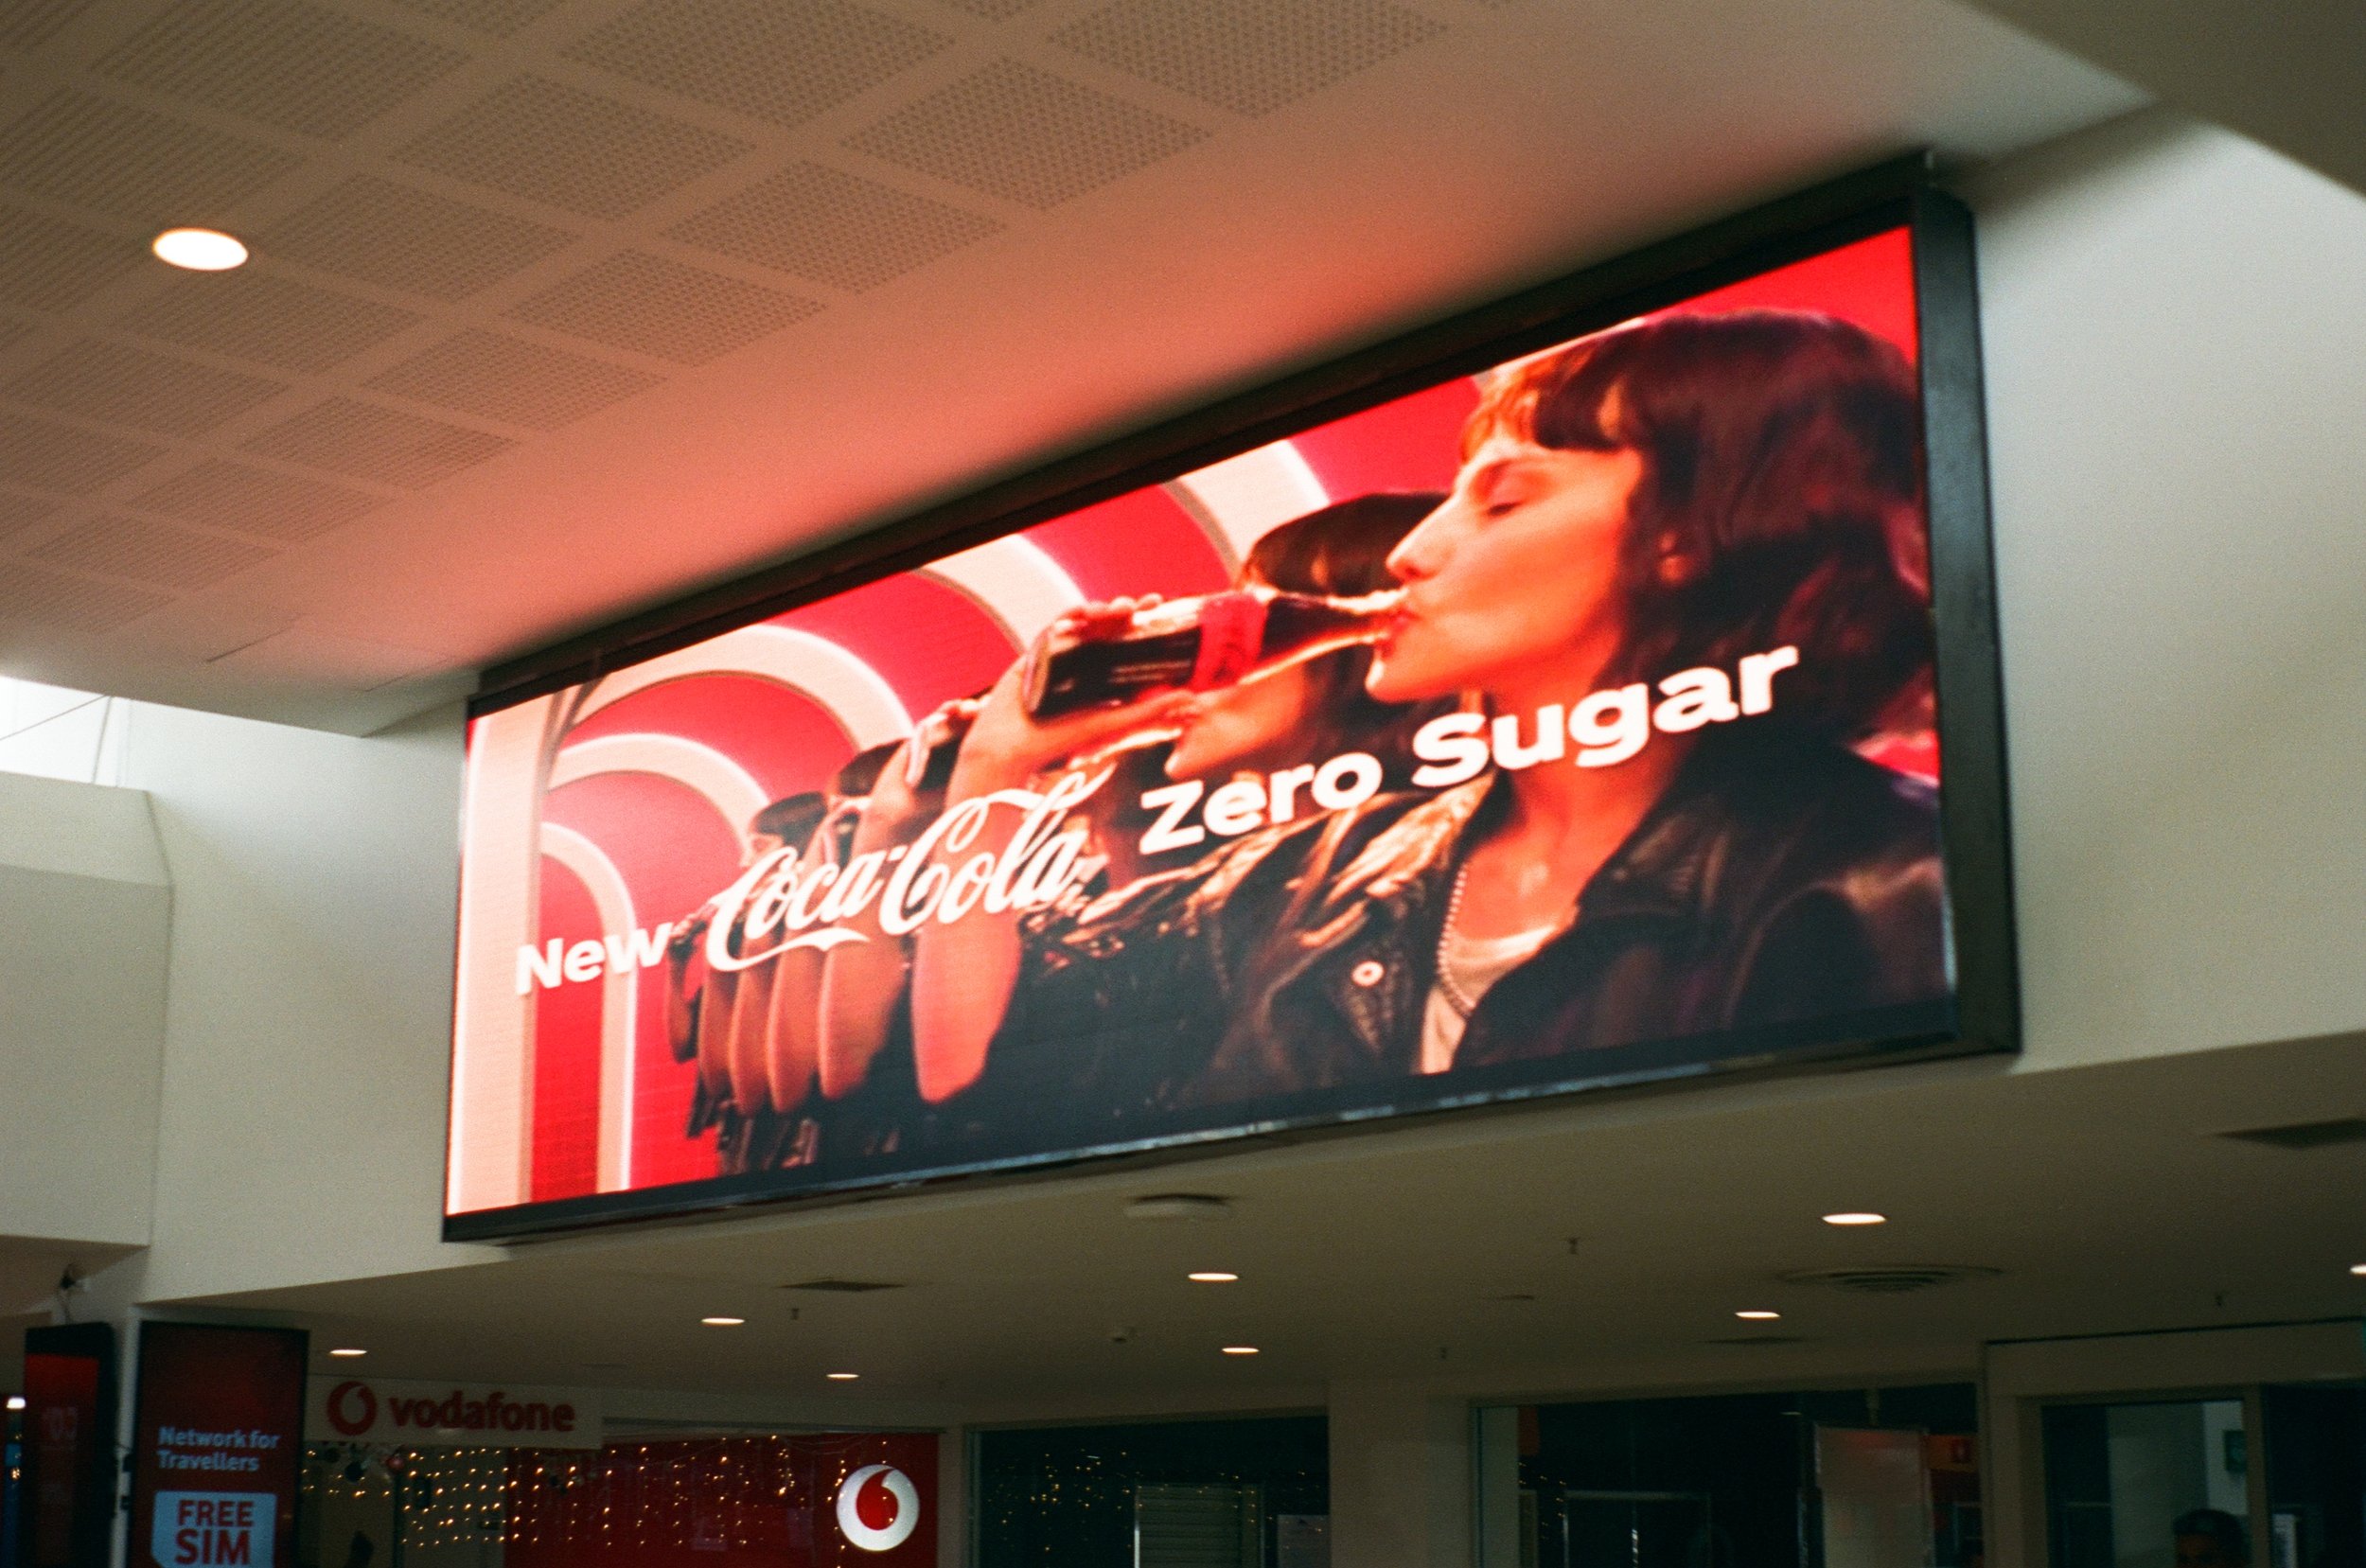 New Coca-Cola Zero Sugar
vodafone
Network for
Travellers
FREE
SIM